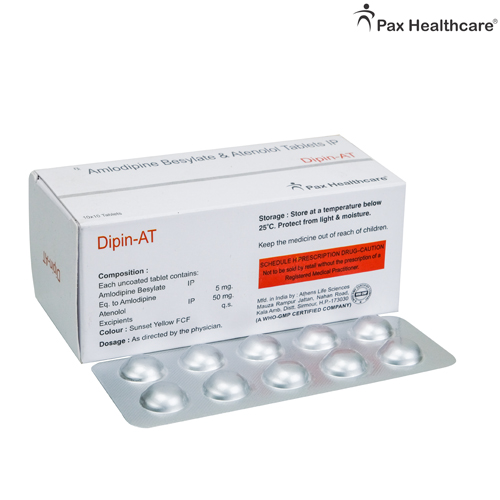 Pax Healthcare®
Amlodipine Besylate & Atenolol Tablets IP
Dipin-AT
10x10 Tablets
Pax Healthcare®
Dipin-AT
Dipin-AT
Composition :
Each uncoated tablet contains:
Amlodipine Besylate IP
Eq. to Amlodipine 5 mg.
Atenolol IP 50 mg.
Excipients q.s.
Colour : Sunset Yellow FCF
Dosage : As directed by the physician.
Storage : Store at a temperature below
25°C. Protect from light & moisture.
Keep the medicine out of reach of children.
SCHEDULE H PRESCRIPTION DRUG-CAUTION
Not to be sold by retail without the prescription of a
Registered Medical Practitioner.
Mfd. in India by : Athens Life Sciences
Mauza Rampur Jattan, Nahan Road,
Kala Amb, Distt. Sirmour, H.P.-173030
(A WHO-GMP CERTIFIED COMPANY)